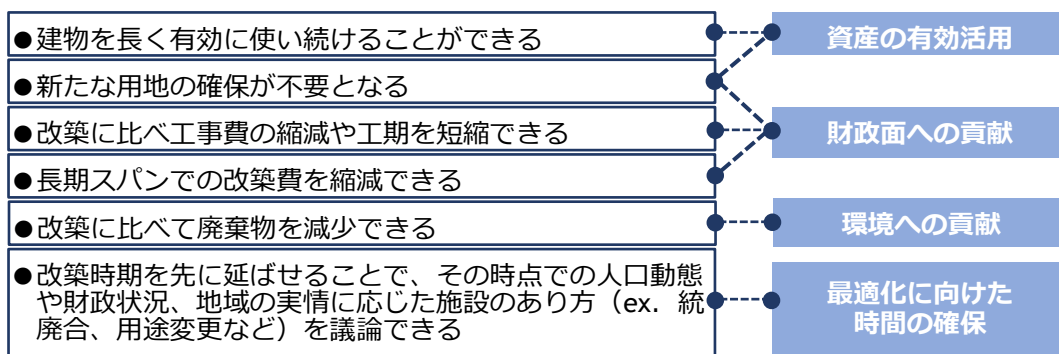 ●建物を長く有効に使い続けることができる
資産の有効活用
●新たな用地の確保が不要となる
●改築に比べ工事費の縮減や工期を短縮できる
財政面への貢献
●長期スパンでの改築費を縮減できる
●改築に比べて廃棄物を減少できる
環境への貢献
●改築時期を先に延ばせることで、その時点での人口動態
や財政状況、地域の実情に応じた施設のあり方（ex. 統
廃合、用途変更など）を議論できる
最適化に向けた
時間の確保